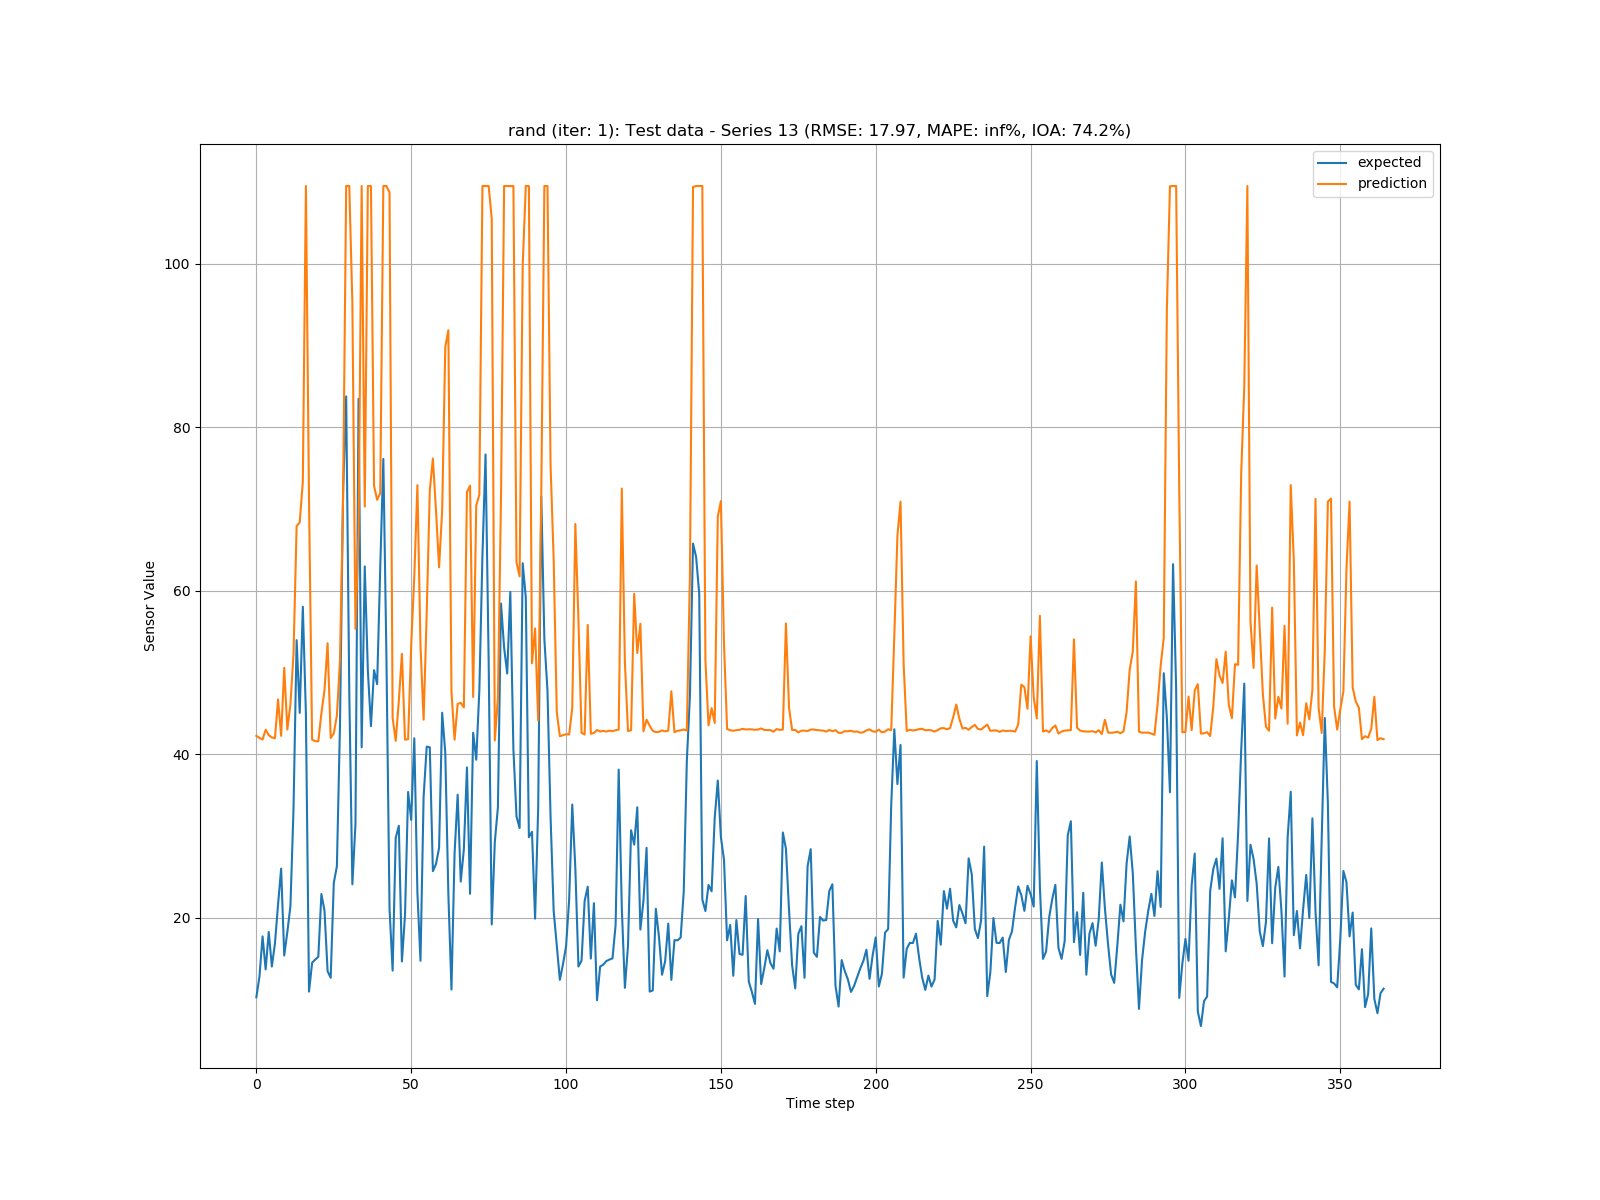 rand (iter: 1): Test data - Series 13 (RMSE: 17.97, MAPE: inf%, IOA: 74.2%)
expected
prediction
100
80
60
40
20
Sensor Value
0 50 100 150 200 250 300 350
Time step